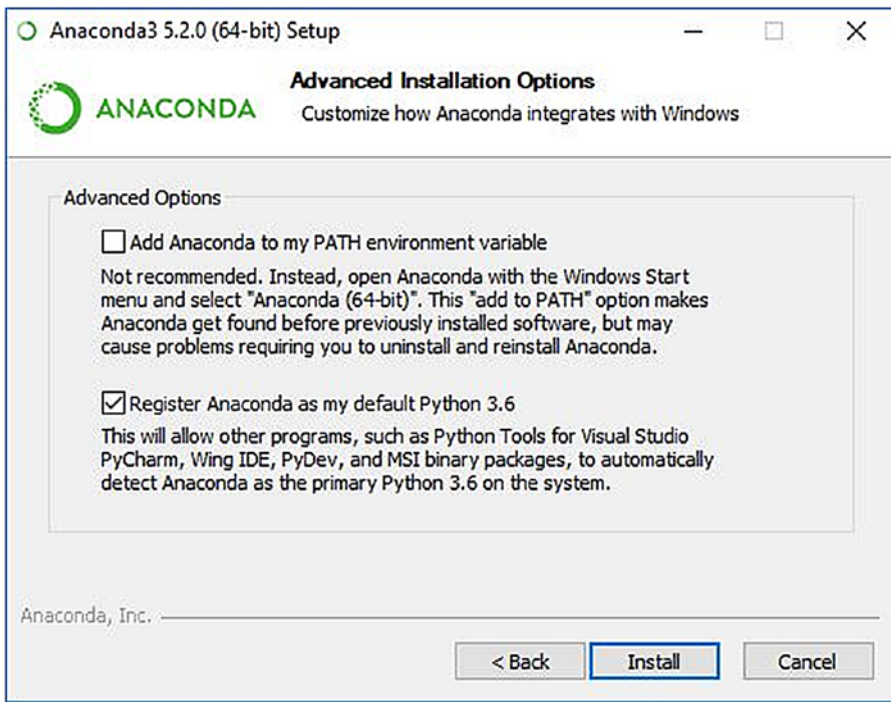 Anaconda3 5.2.0 (64-bit) Setup
ANACONDA
Advanced Installation Options
Customize how Anaconda integrates with Windows
Advanced Options
Add Anaconda to my PATH environment variable
Not recommended. Instead, open Anaconda with the Windows Start
menu and select "Anaconda (64-bit)". This "add to PATH" option makes
Anaconda get found before previously installed software, but may
cause problems requiring you to uninstall and reinstall Anaconda.
Register Anaconda as my default Python 3.6
This will allow other programs, such as Python Tools for Visual Studio
PyCharm, Wing IDE, PyDev, and MSI binary packages, to automatically
detect Anaconda as the primary Python 3.6 on the system.
Anaconda, Inc.
< Back Install Cancel